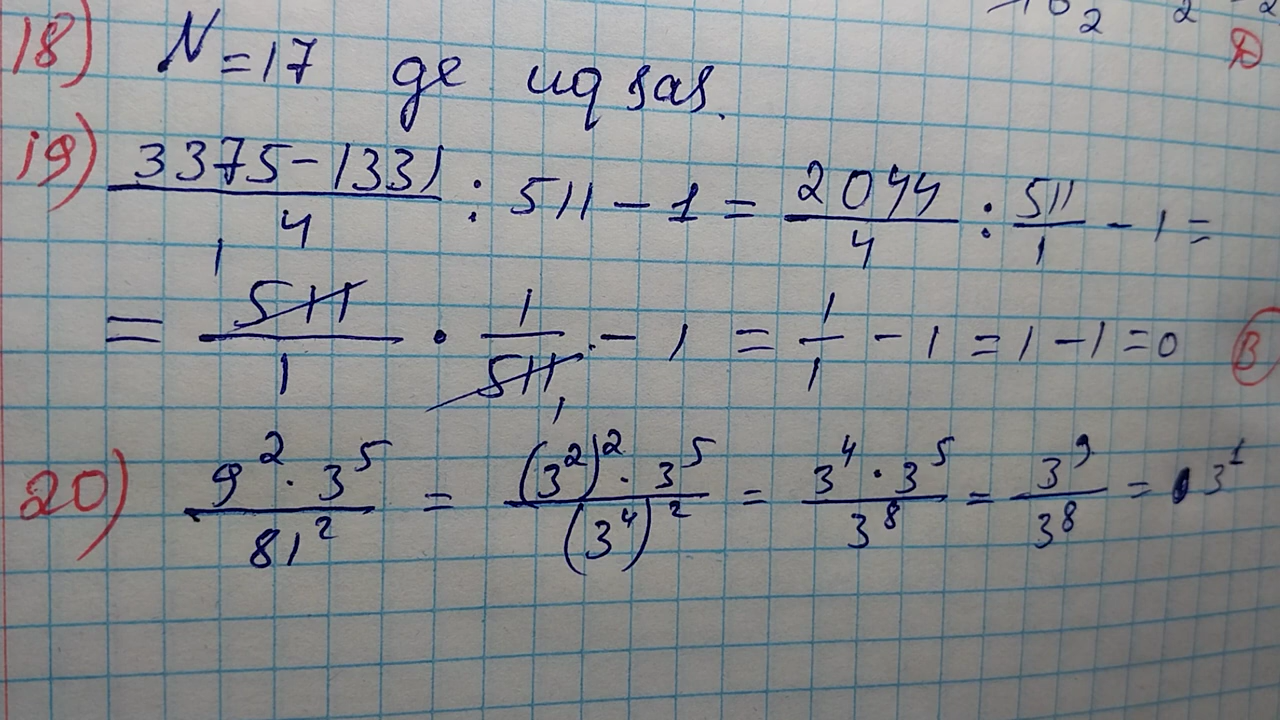 18) N=17 ge uqsas.
D
19) (3375-1331)/4 : 511 - 1 = 2044/4 : 511/1 - 1 =
= 511/1 · 1/511 - 1 = 1/1 - 1 = 1 - 1 = 0 B
20) (9² · 3⁵)/81² = ((3²)² · 3⁵)/(3⁴)² = (3⁴ · 3⁵)/3⁸ = 3⁹/3⁸ = 3¹